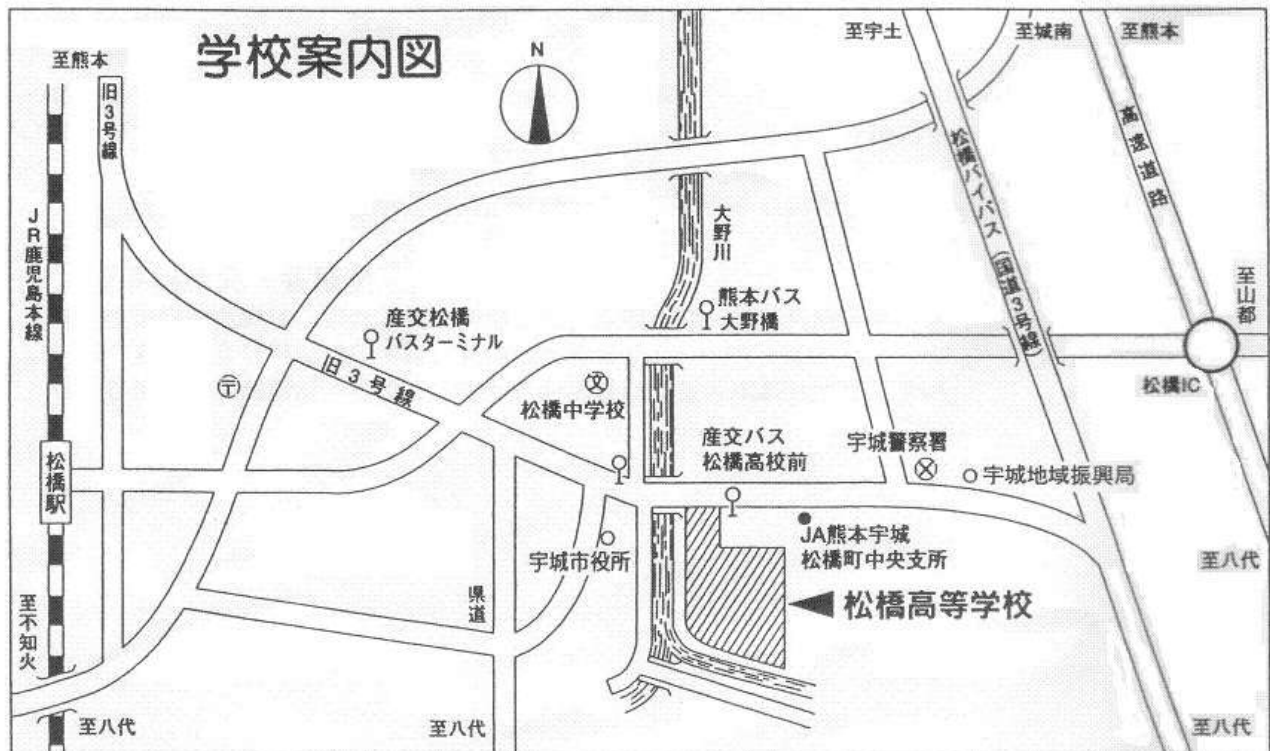 学校案内図
N
至熊本
旧3号線
至宇土
至城南
至熊本
高速道路
松橋バイパス(国道3号線)
JR鹿児島本線
大野川
産交松橋
バスターミナル
熊本バス
大野橋
至山都
旧3号線
〒
文
松橋中学校
松橋IC
産交バス
松橋高校前
宇城警察署
宇城地域振興局
松橋駅
宇城市役所
JA熊本宇城
松橋町中央支所
至八代
県道
松橋高等学校
至不知火
至八代
至八代
至八代